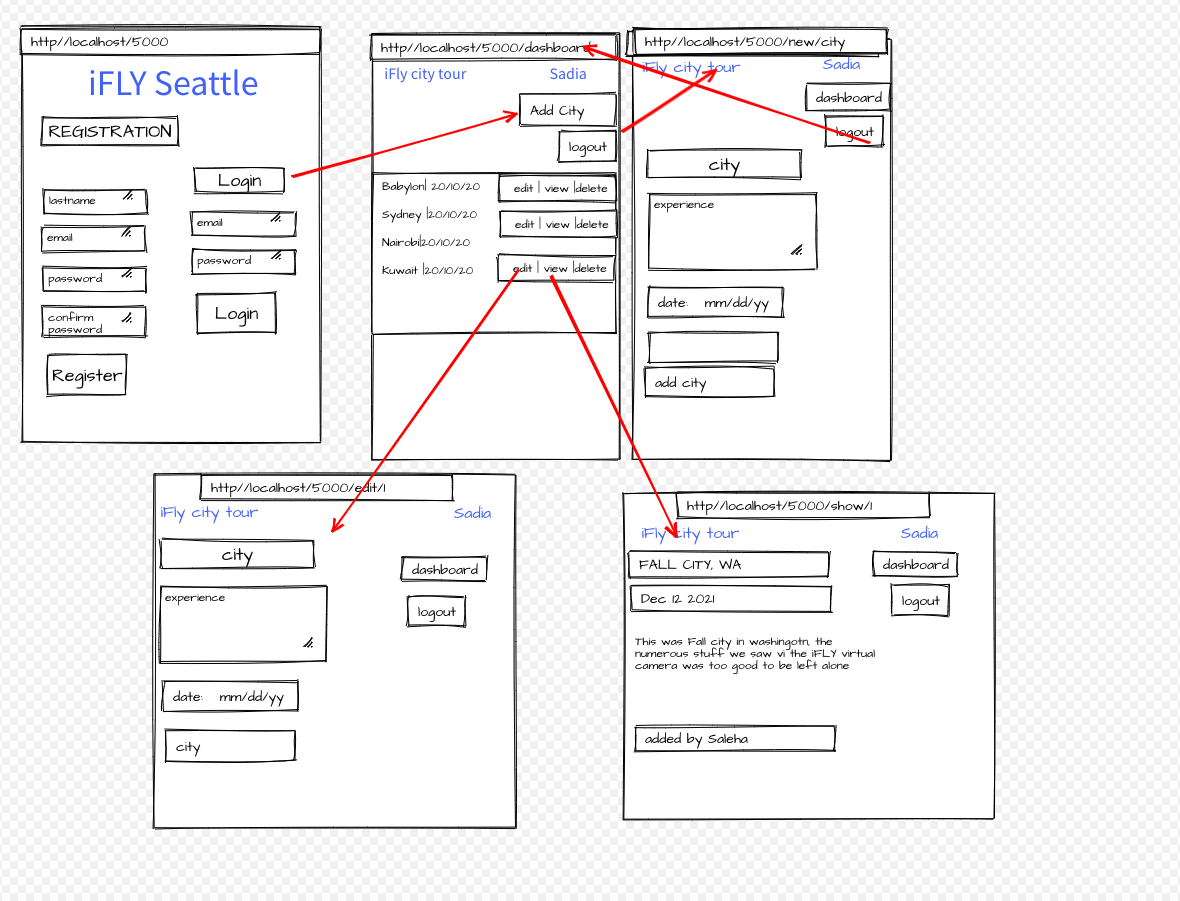 http//localhost/5000
iFLY Seattle
REGISTRATION
Login
lastname
email
password
confirm
password
Register
email
password
Login
http//localhost/5000/dashboard
iFly city tour
Sadia
Add City
logout
Babylon| 20/10/20
edit | view |delete
Sydney |20/10/20
edit | view |delete
Nairobi|20/10/20
Kuwait |20/10/20
edit | view |delete
http//localhost/5000/new/city
iFly city tour
Sadia
dashboard
logout
city
experience
date: mm/dd/yy
add city
http//localhost/5000/edit/1
iFly city tour
Sadia
city
dashboard
experience
logout
date: mm/dd/yy
city
http//localhost/5000/show/1
iFly city tour
Sadia
FALL CITY, WA
dashboard
Dec 12 2021
logout
This was Fall city in washingotn, the
numerous stuff we saw vi the iFLY virtual
camera was too good to be left alone
added by Saleha